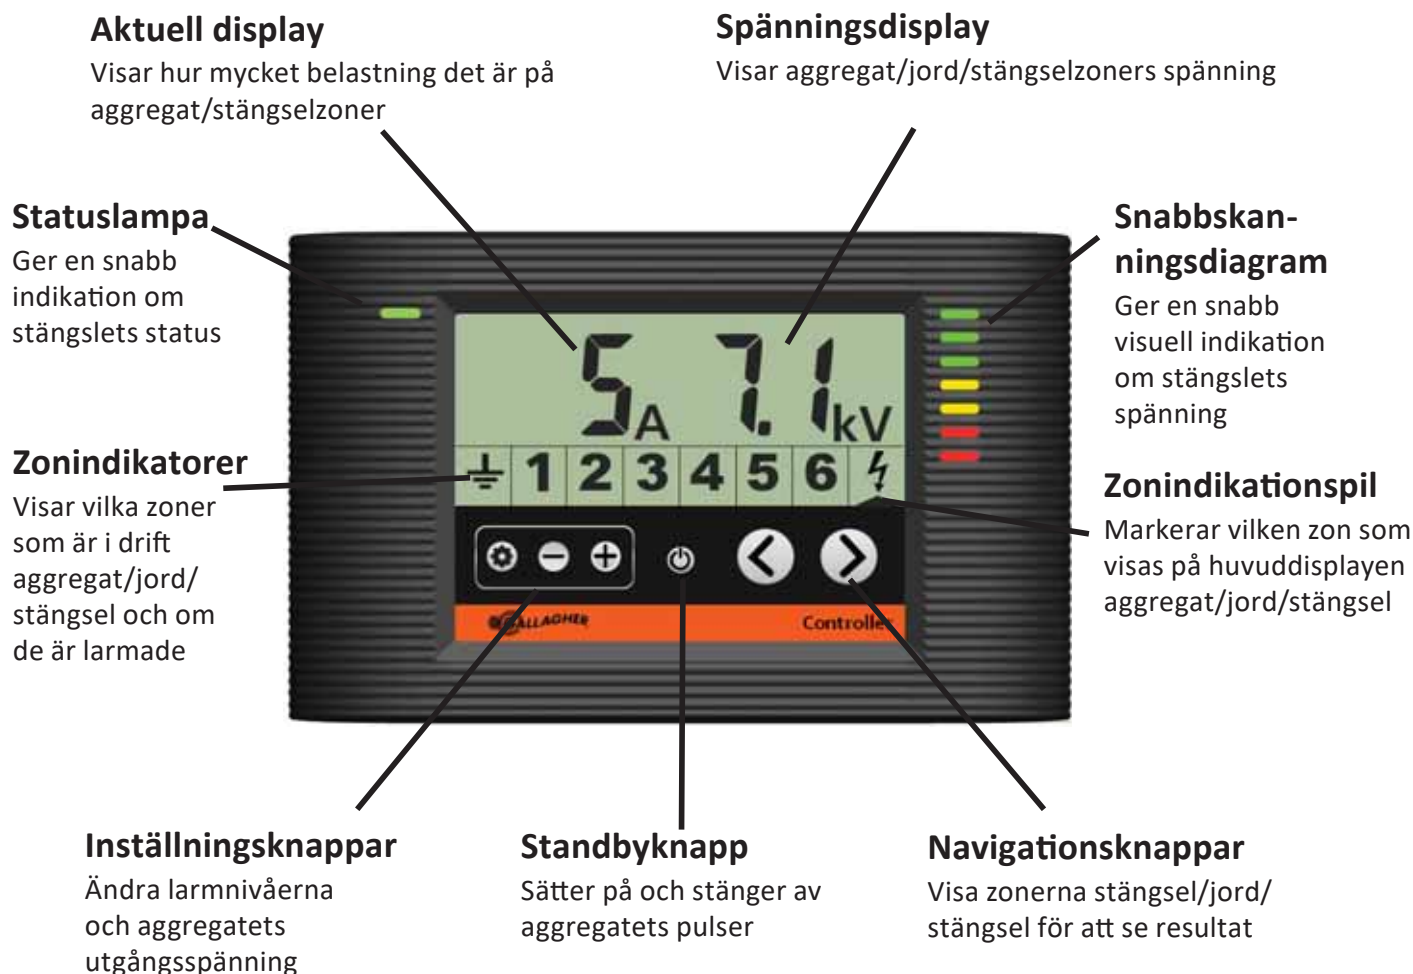 Aktuell display
Visar hur mycket belastning det är på
aggregat/stängselzoner
Spänningsdisplay
Visar aggregat/jord/stängselzoners spänning
Statuslampa
Ger en snabb
indikation om
stängslets status
Snabbskan-
ningsdiagram
Ger en snabb
visuell indikation
om stängslets
spänning
5A 7.1kV
1 2 3 4 5 6
Zonindikatorer
Visar vilka zoner
som är i drift
aggregat/jord/
stängsel och om
de är larmade
Zonindikationspil
Markerar vilken zon som
visas på huvuddisplayen
aggregat/jord/stängsel
GALLAGHER
Controller
Inställningsknappar
Ändra larmnivåerna
och aggregatets
utgångsspänning
Standbyknapp
Sätter på och stänger av
aggregatets pulser
Navigationsknappar
Visa zonerna stängsel/jord/
stängsel för att se resultat